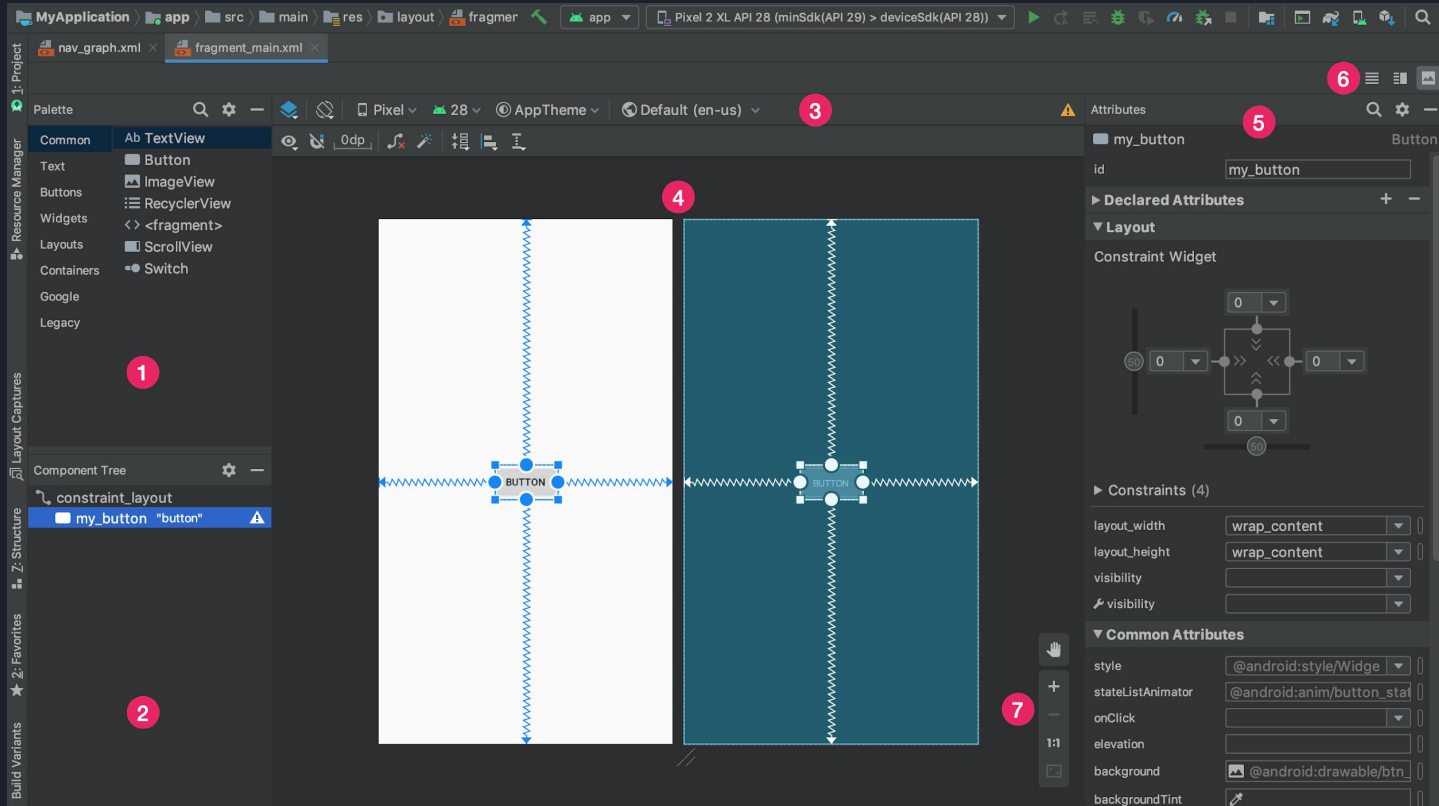 MyApplication app src main res layout fragmer app Pixel 2 XL API 28 (minSdk(API 29) > deviceSdk(API 28))
nav_graph.xml fragment_main.xml
1: Project
Resource Manager
Layout Captures
Z: Structure
2: Favorites
Build Variants
6
Palette
Common
Text
Buttons
Widgets
Layouts
Containers
Google
Legacy
Ab TextView
Button
ImageView
RecyclerView
<> <fragment>
ScrollView
Switch
1
Component Tree
constraint_layout
my_button "button"
2
Pixel 28 AppTheme Default (en-us)
3
0dp
4
BUTTON
BUTTON
7
1:1
Attributes
5
my_button Button
id my_button
Declared Attributes
Layout
Constraint Widget
0
50 0 0
0
50
Constraints (4)
layout_width wrap_content
layout_height wrap_content
visibility
visibility
Common Attributes
style @android:style/Widge
stateListAnimator @android:anim/button_stat
onClick
elevation
background @android:drawable/btn_
backgroundTint